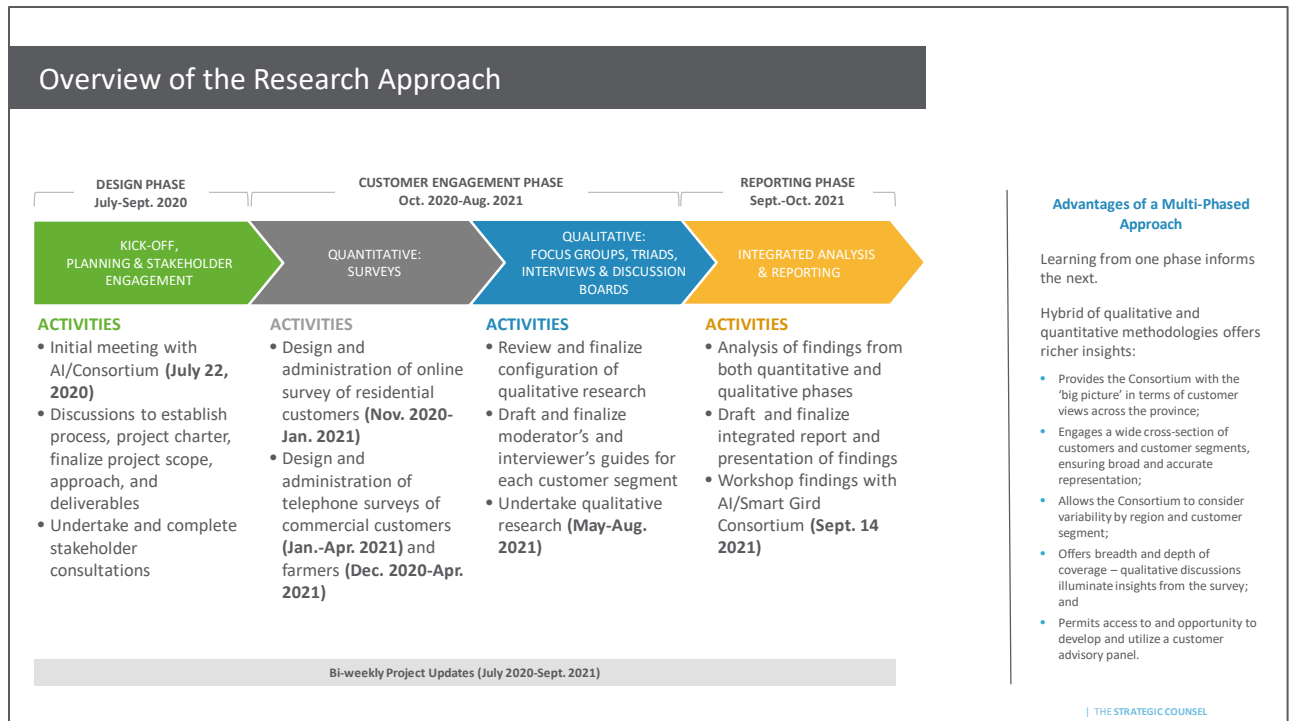 Overview of the Research Approach
DESIGN PHASE
July-Sept. 2020
CUSTOMER ENGAGEMENT PHASE
Oct. 2020-Aug. 2021
REPORTING PHASE
Sept.-Oct. 2021
KICK-OFF,
PLANNING & STAKEHOLDER
ENGAGEMENT
QUANTITATIVE:
SURVEYS
QUALITATIVE:
FOCUS GROUPS, TRIADS,
INTERVIEWS & DISCUSSION
BOARDS
INTEGRATED ANALYSIS
& REPORTING
ACTIVITIES
• Initial meeting with
AI/Consortium (July 22,
2020)
• Discussions to establish
process, project charter,
finalize project scope,
approach, and
deliverables
• Undertake and complete
stakeholder
consultations
ACTIVITIES
• Design and
administration of online
survey of residential
customers (Nov. 2020-
Jan. 2021)
• Design and
administration of
telephone surveys of
commercial customers
(Jan.-Apr. 2021) and
farmers (Dec. 2020-Apr.
2021)
ACTIVITIES
• Review and finalize
configuration of
qualitative research
• Draft and finalize
moderator's and
interviewer's guides for
each customer segment
• Undertake qualitative
research (May-Aug.
2021)
ACTIVITIES
• Analysis of findings from
both quantitative and
qualitative phases
• Draft and finalize
integrated report and
presentation of findings
• Workshop findings with
AI/Smart Gird
Consortium (Sept. 14
2021)
Bi-weekly Project Updates (July 2020-Sept. 2021)
Advantages of a Multi-Phased
Approach
Learning from one phase informs
the next.
Hybrid of qualitative and
quantitative methodologies offers
richer insights:
• Provides the Consortium with the
'big picture' in terms of customer
views across the province;
• Engages a wide cross-section of
customers and customer segments,
ensuring broad and accurate
representation;
• Allows the Consortium to consider
variability by region and customer
segment;
• Offers breadth and depth of
coverage – qualitative discussions
illuminate insights from the survey;
and
• Permits access to and opportunity to
develop and utilize a customer
advisory panel.
| THE STRATEGIC COUNSEL